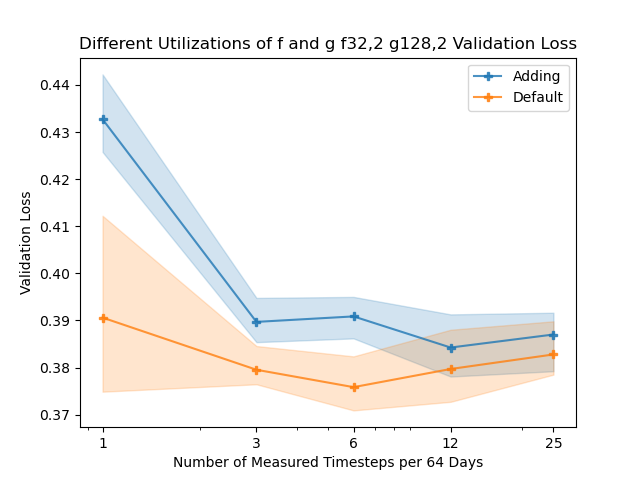 Different Utilizations of f and g f32,2 g128,2 Validation Loss
Adding
Default
Validation Loss
0.44
0.43
0.42
0.41
0.40
0.39
0.38
0.37
1
3
6
12
25
Number of Measured Timesteps per 64 Days